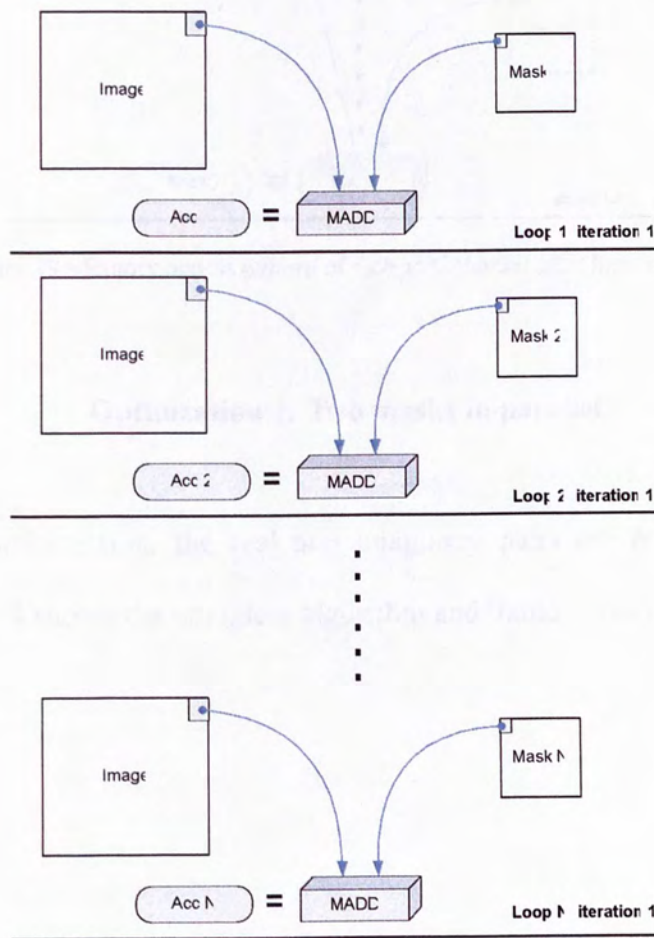 Image
Mask
Acc = MADD
Loop 1 iteration 1
Image
Mask 2
Acc 2 = MADD
Loop 2 iteration 1
Image
Mask N
Acc N = MADD
Loop N iteration 1